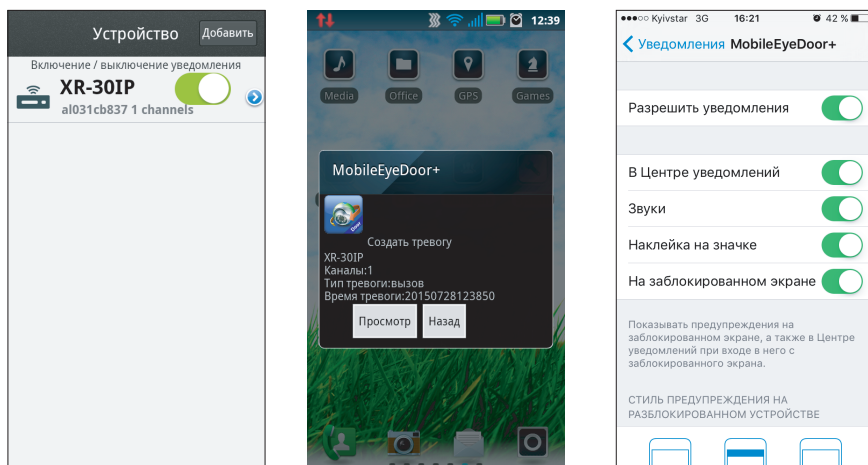 Устройство
Добавить
Включение / выключение уведомления
XR-30IP
al031cb837 1 channels
12:39
Media
Office
GPS
Games
MobileEyeDoor+
Door
Создать тревогу
XR-30IP
Каналы:1
Тип тревоги:вызов
Время тревоги:20150728123850
Просмотр
Назад
Kyivstar 3G 16:21 42 %
Уведомления MobileEyeDoor+
Разрешить уведомления
В Центре уведомлений
Звуки
Наклейка на значке
На заблокированном экране
Показывать предупреждения на
заблокированном экране, а также в Центре
уведомлений при входе в него с
заблокированного экрана.
СТИЛЬ ПРЕДУПРЕЖДЕНИЯ НА
РАЗБЛОКИРОВАННОМ УСТРОЙСТВЕ